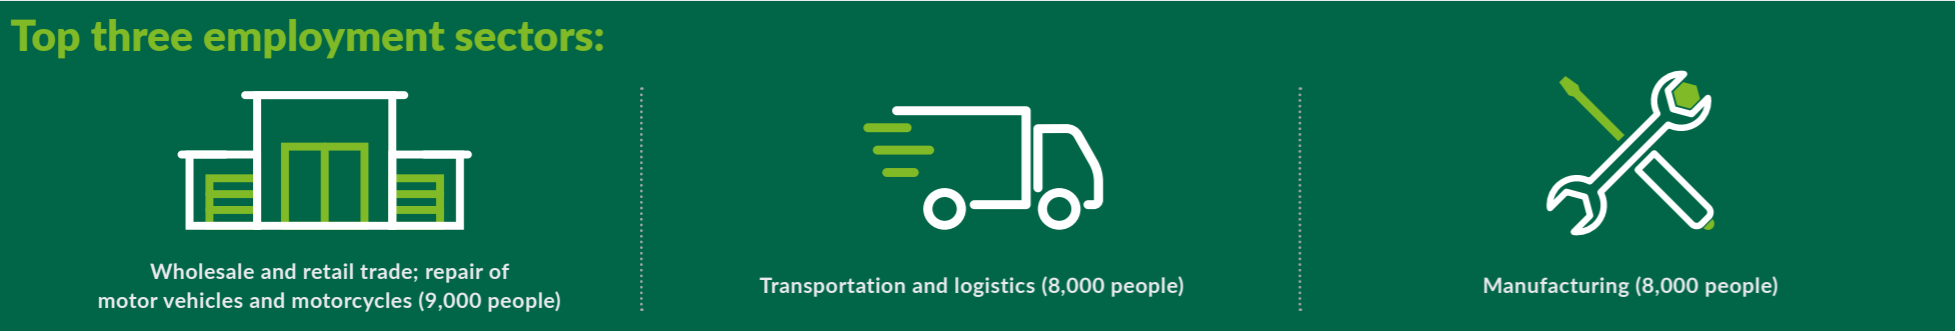 Top three employment sectors:
Wholesale and retail trade; repair of
motor vehicles and motorcycles (9,000 people)
Transportation and logistics (8,000 people)
Manufacturing (8,000 people)